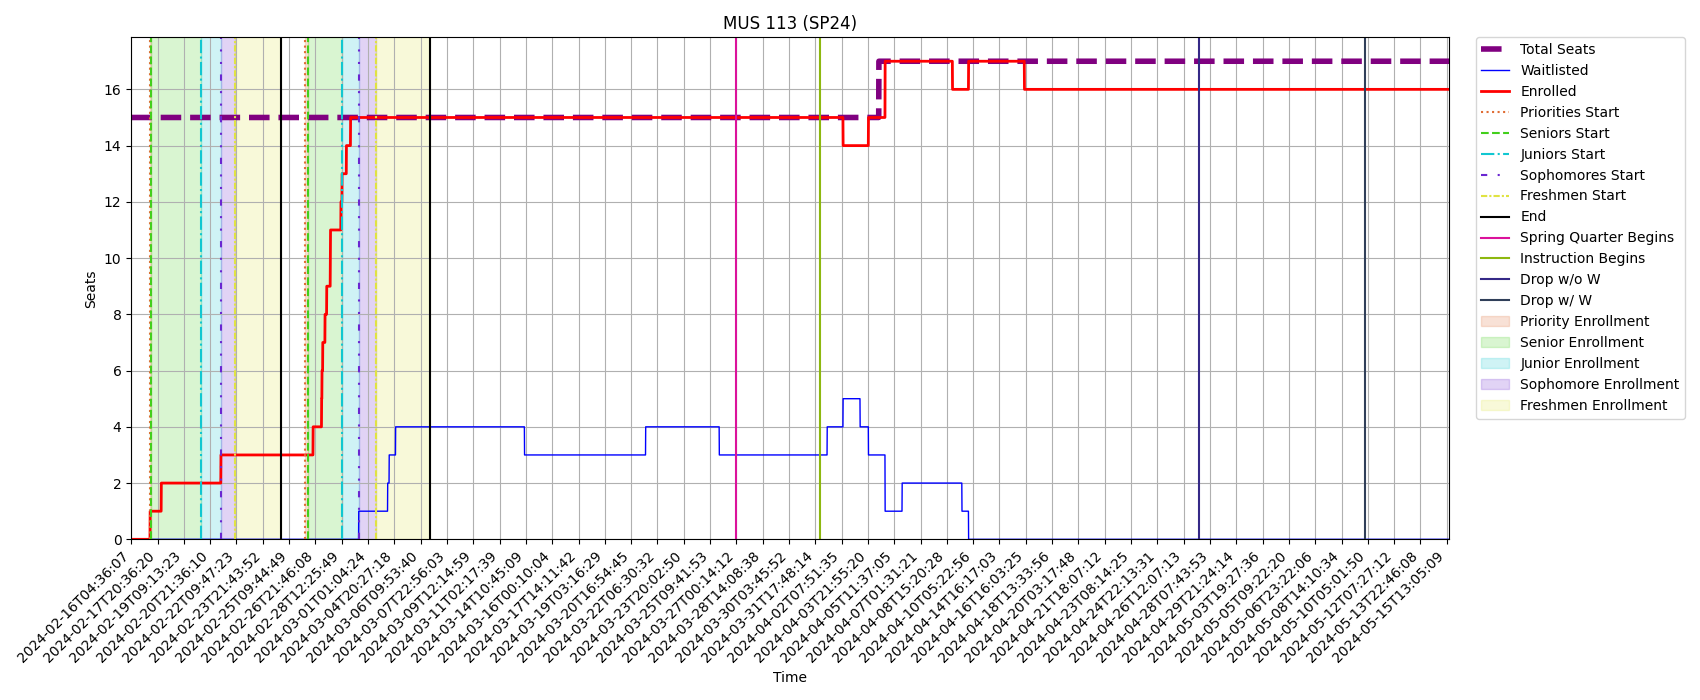 MUS 113 (SP24)
Seats
16
14
12
10
8
6
4
2
0
2024-02-16T04:36:07
2024-02-17T20:36:20
2024-02-19T09:13:23
2024-02-20T21:36:10
2024-02-22T09:47:23
2024-02-23T21:43:52
2024-02-25T09:44:49
2024-02-26T21:46:08
2024-02-28T12:25:49
2024-03-01T01:04:24
2024-03-04T20:27:18
2024-03-06T09:53:40
2024-03-07T22:56:03
2024-03-09T12:14:59
2024-03-11T02:17:39
2024-03-14T10:45:09
2024-03-16T00:10:04
2024-03-17T14:11:42
2024-03-19T03:16:29
2024-03-20T16:54:45
2024-03-22T06:30:32
2024-03-23T20:02:50
2024-03-25T09:41:53
2024-03-27T00:14:12
2024-03-28T14:08:38
2024-03-30T03:45:52
2024-03-31T17:48:14
2024-04-02T07:51:35
2024-04-03T21:55:20
2024-04-05T11:37:05
2024-04-07T01:31:21
2024-04-08T15:20:28
2024-04-10T05:22:56
2024-04-14T16:17:03
2024-04-16T16:03:25
2024-04-18T13:33:56
2024-04-20T03:17:48
2024-04-21T18:07:12
2024-04-23T08:14:25
2024-04-24T22:13:31
2024-04-26T12:07:13
2024-04-28T07:43:53
2024-04-29T21:24:14
2024-05-03T19:27:36
2024-05-05T09:22:20
2024-05-06T23:22:06
2024-05-08T14:10:34
2024-05-10T15:01:50
2024-05-12T07:27:12
2024-05-13T22:46:08
2024-05-15T13:05:09
Time
Total Seats
Waitlisted
Enrolled
Priorities Start
Seniors Start
Juniors Start
Sophomores Start
Freshmen Start
End
Spring Quarter Begins
Instruction Begins
Drop w/o W
Drop w/ W
Priority Enrollment
Senior Enrollment
Junior Enrollment
Sophomore Enrollment
Freshmen Enrollment